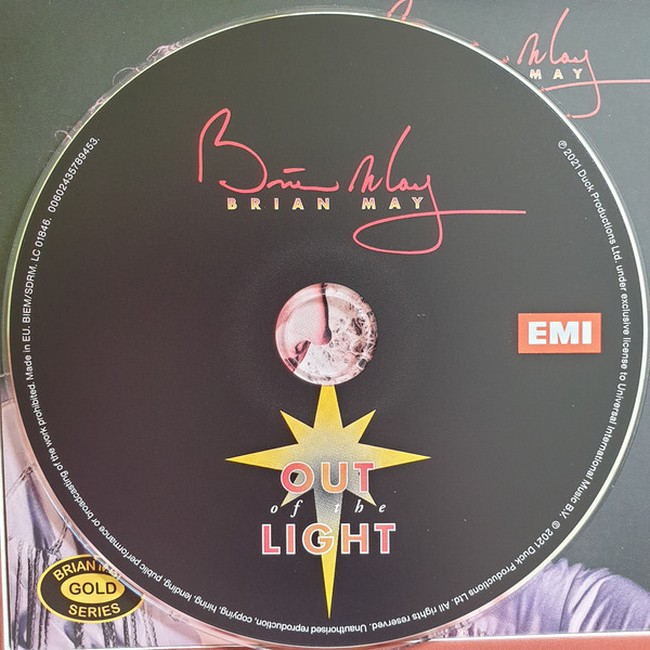 Brian May
BRIAN MAY
MAY
EMI
OUT
of the
LIGHT
BRIAN
GOLD
SERIES
℗ 2021 Duck Productions Ltd. under exclusive license to Universal International Music B.V. © 2021 Duck Productions Ltd. All rights reserved. Unauthorised reproduction, copying, hiring, lending, public performance or broadcasting of the work prohibited. Made in EU. BIEM/SDRM. LC 01846. 00602435789453.